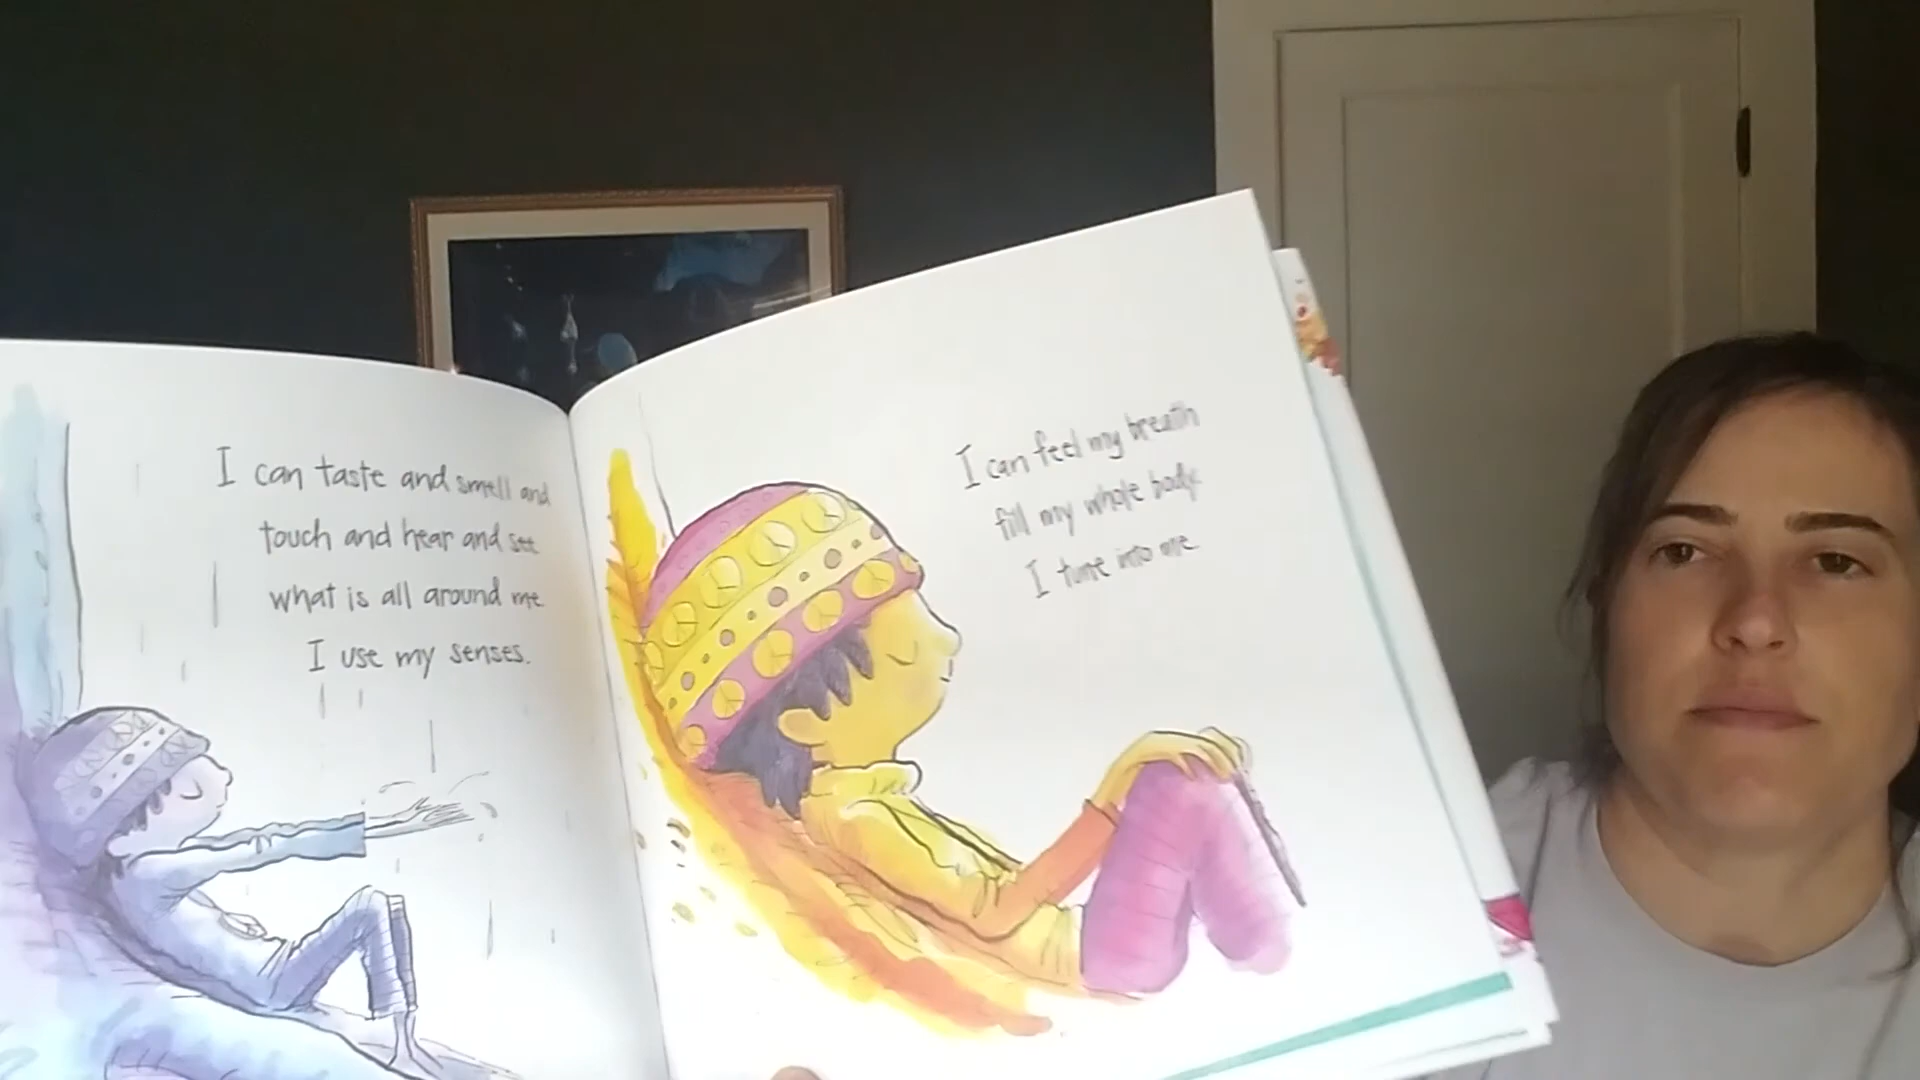 I can taste and smell and
touch and hear and see
what is all around me.
I use my senses.
I can feel my breath
fill my whole body.
I tune into me.